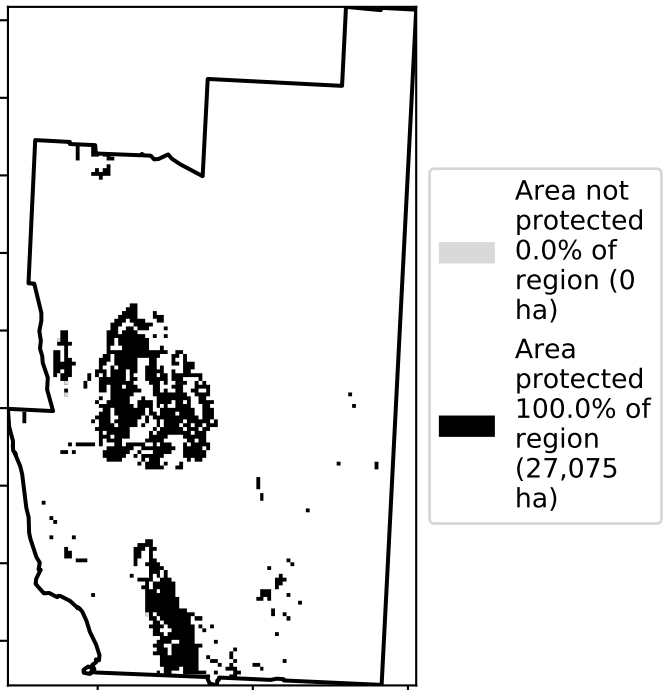 Area not
protected
0.0% of
region (0
ha)
Area
protected
100.0% of
region
(27,075
ha)